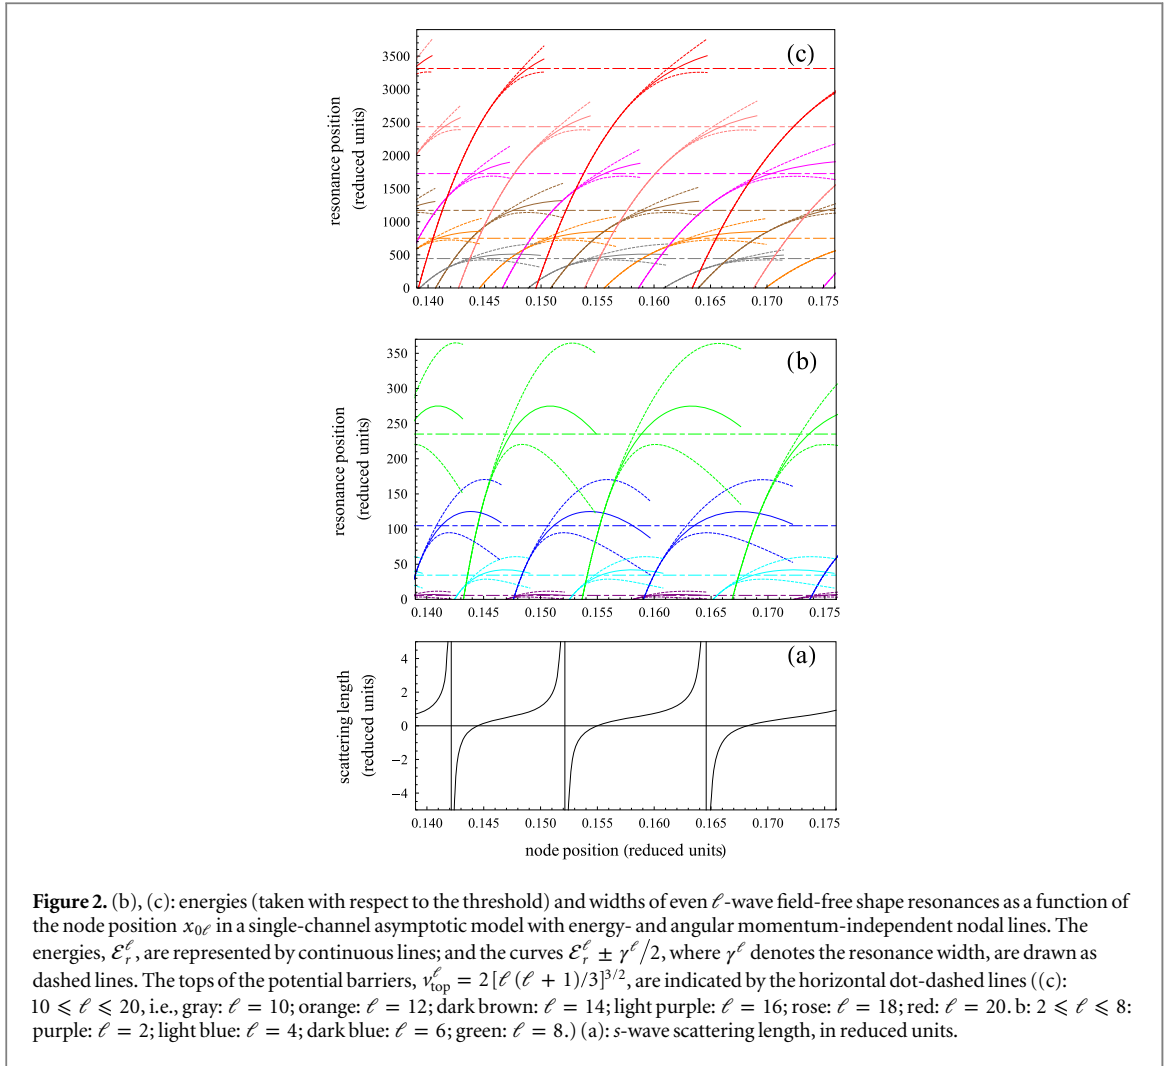 (c)
resonance position
(reduced units)
3500
3000
2500
2000
1500
1000
500
0
0.140 0.145 0.150 0.155 0.160 0.165 0.170 0.175
(b)
resonance position
(reduced units)
350
300
250
200
150
100
50
0
0.140 0.145 0.150 0.155 0.160 0.165 0.170 0.175
(a)
scattering length
(reduced units)
4
2
0
−2
−4
0.140 0.145 0.150 0.155 0.160 0.165 0.170 0.175
node position (reduced units)
Figure 2. (b), (c): energies (taken with respect to the threshold) and widths of even ℓ-wave field-free shape resonances as a function of
the node position x₀ℓ in a single-channel asymptotic model with energy- and angular momentum-independent nodal lines. The
energies, ℰᵣ^ℓ, are represented by continuous lines; and the curves ℰᵣ^ℓ ± γ^ℓ/2, where γ^ℓ denotes the resonance width, are drawn as
dashed lines. The tops of the potential barriers, v_top^ℓ = 2[ℓ(ℓ + 1)/3]^{3/2}, are indicated by the horizontal dot-dashed lines ((c):
10 ⩽ ℓ ⩽ 20, i.e., gray: ℓ = 10; orange: ℓ = 12; dark brown: ℓ = 14; light purple: ℓ = 16; rose: ℓ = 18; red: ℓ = 20. b: 2 ⩽ ℓ ⩽ 8:
purple: ℓ = 2; light blue: ℓ = 4; dark blue: ℓ = 6; green: ℓ = 8.) (a): s-wave scattering length, in reduced units.